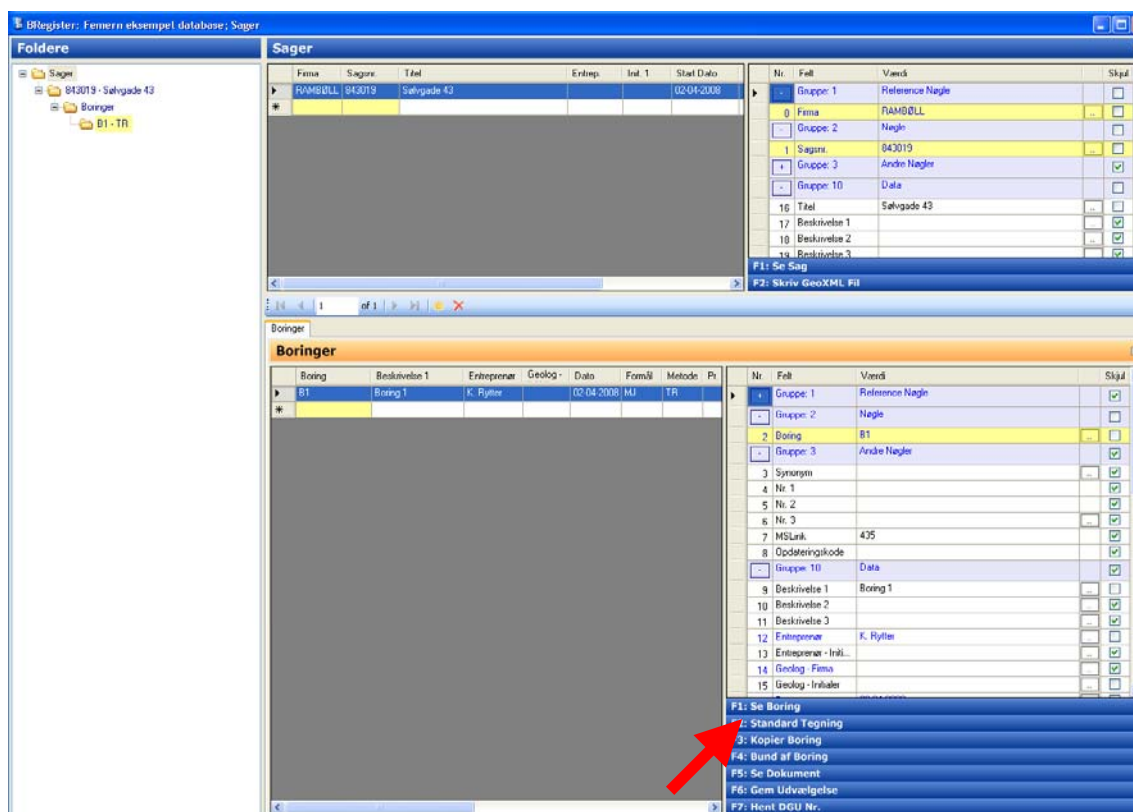 BRegister: Femern eksempel database; Sager
Foldere
Sager
843019 - Sølvgade 43
Boringer
B1 - TR
Sager
Firma Sagsnr. Titel Entrep. Init. 1 Start Dato
RAMBØLL 843019 Sølvgade 43 02-04-2008
Nr. Felt Værdi Skjul
Gruppe: 1 Reference Nøgle
0 Firma RAMBØLL
Gruppe: 2 Nøgle
1 Sagsnr. 843019
Gruppe: 3 Andre Nøgler
Gruppe: 10 Data
16 Titel Sølvgade 43
17 Beskrivelse 1
18 Beskrivelse 2
19 Beskrivelse 3
F1: Se Sag
F2: Skriv GeoXML Fil
1 of 1
Boringer
Boringer
Boring Beskrivelse 1 Entreprenør Geolog - Dato Formål Metode Pr
B1 Boring 1 K. Rytter 02-04-2008 MJ TR
Nr. Felt Værdi Skjul
Gruppe: 1 Reference Nøgle
Gruppe: 2 Nøgle
2 Boring B1
Gruppe: 3 Andre Nøgler
3 Synonym
4 Nr. 1
5 Nr. 2
6 Nr. 3
7 MSLink 435
8 Opdateringskode
Gruppe: 10 Data
9 Beskrivelse 1 Boring 1
10 Beskrivelse 2
11 Beskrivelse 3
12 Entreprenør K. Rytter
13 Entreprenør - Initi...
14 Geolog - Firma
15 Geolog - Initialer
F1: Se Boring
Standard Tegning
F3: Kopier Boring
F4: Bund af Boring
F5: Se Dokument
F6: Gem Udvælgelse
F7: Hent DGU Nr.